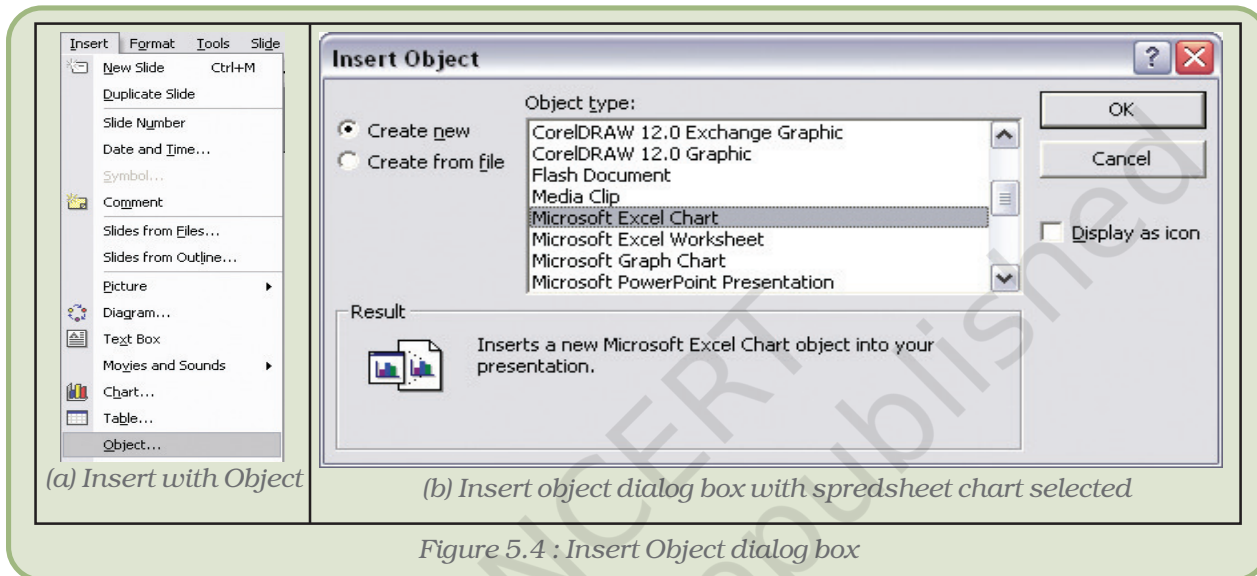 Insert Format Tools Slide
New Slide Ctrl+M
Duplicate Slide
Slide Number
Date and Time...
Symbol...
Comment
Slides from Files...
Slides from Outline...
Picture
Diagram...
Text Box
Movies and Sounds
Chart...
Table...
Object...
(a) Insert with Object
Insert Object
Create new
Create from file
Object type:
CorelDRAW 12.0 Exchange Graphic
CorelDRAW 12.0 Graphic
Flash Document
Media Clip
Microsoft Excel Chart
Microsoft Excel Worksheet
Microsoft Graph Chart
Microsoft PowerPoint Presentation
OK
Cancel
Display as icon
Result
Inserts a new Microsoft Excel Chart object into your
presentation.
(b) Insert object dialog box with spredsheet chart selected
Figure 5.4 : Insert Object dialog box
NCERT
republished